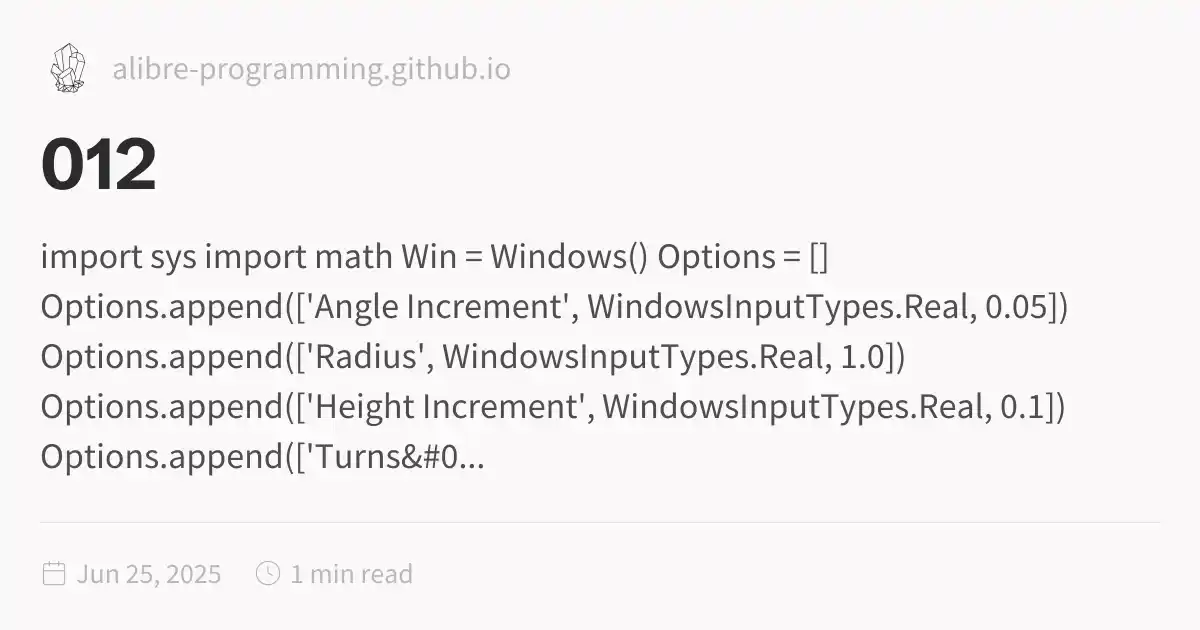 alibre-programming.github.io
012
import sys import math Win = Windows() Options = []
Options.append(['Angle Increment', WindowsInputTypes.Real, 0.05])
Options.append(['Radius', WindowsInputTypes.Real, 1.0])
Options.append(['Height Increment', WindowsInputTypes.Real, 0.1])
Options.append(['Turns&#0...
Jun 25, 2025 1 min read